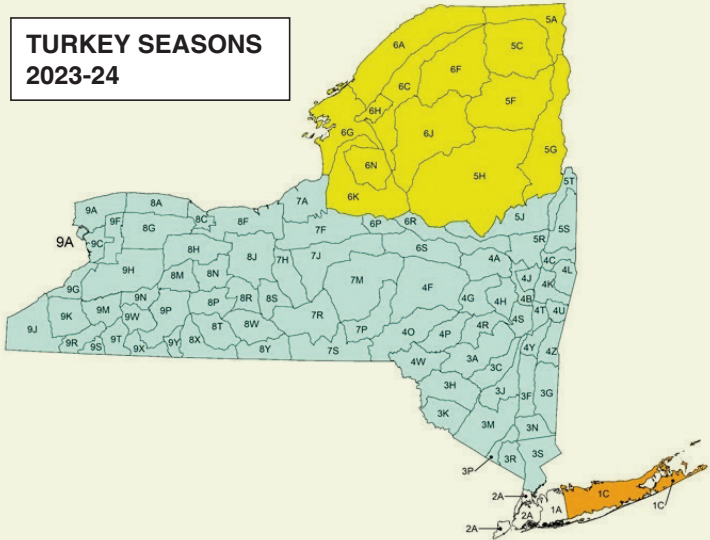 TURKEY SEASONS
2023-24
5A
6A
5C
6F
6C
5F
6H
6G
6J
5G
6N
5H
6K
5T
7A
8A
9A
9F
8C
8F
6P
6R
5J
5S
8G
7F
9A
9C
5R
6S
8H
8J
7H
7J
4A
4C
4L
9H
8M
8N
7M
4J
4K
9G
4F
9N
8P
8R
8S
4G
4H
4B
9K
9M
9W
9P
7R
4S
4T
4U
9J
8T
8W
7P
4O
4P
4R
9R
9S
9T
9X
9Y
8X
8Y
7S
4Y
4Z
4W
3A
3C
3H
3J
3F
3G
3K
3M
3N
3P
3R
3S
2A
1C
1C
2A
1A
2A